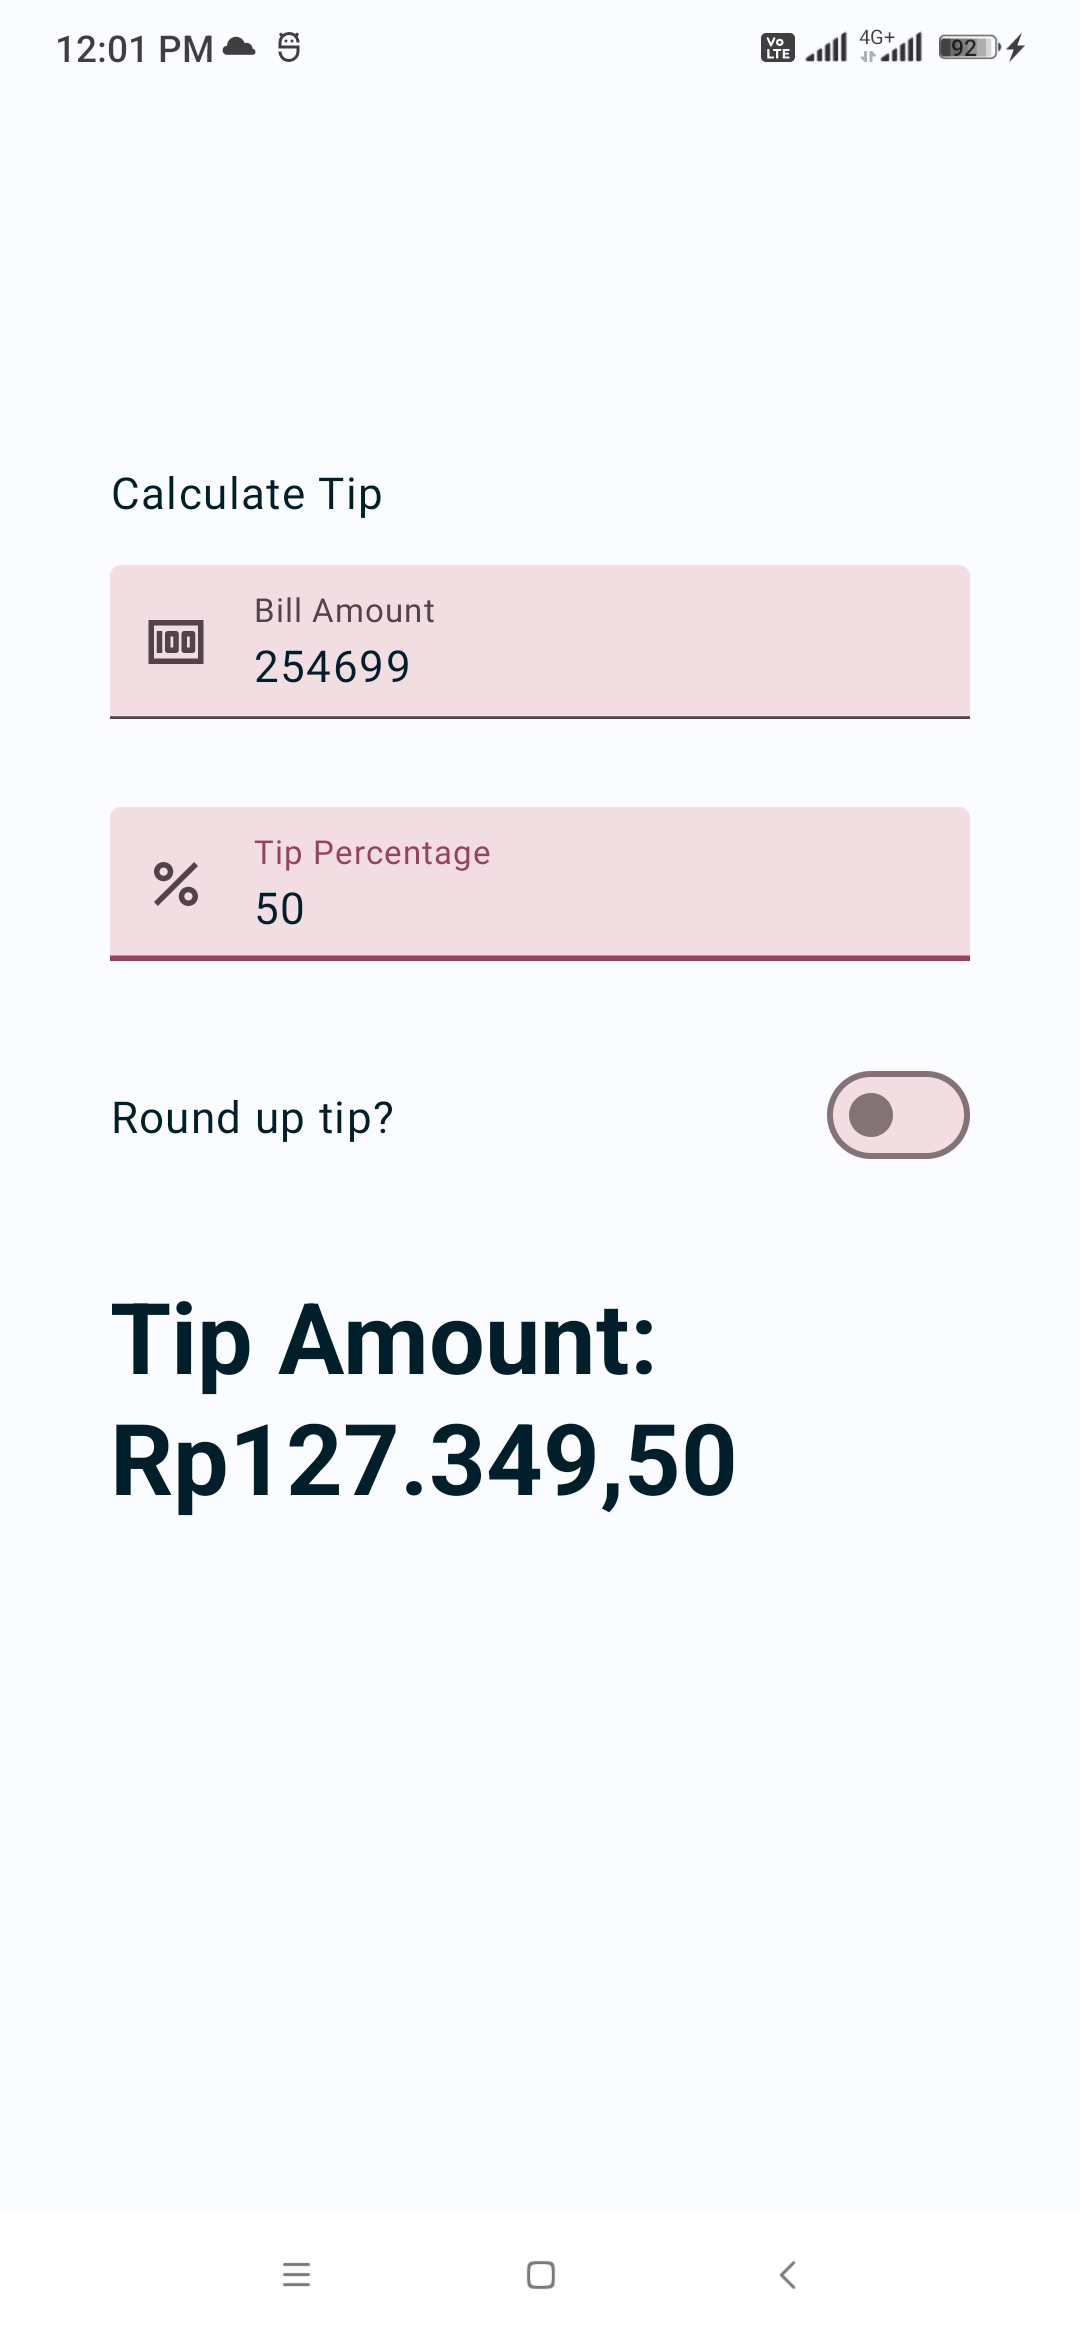 12:01 PM
Vo LTE 4G+ 92
Calculate Tip
100
Bill Amount
254699
%
Tip Percentage
50
Round up tip?
Tip Amount:
Rp127.349,50